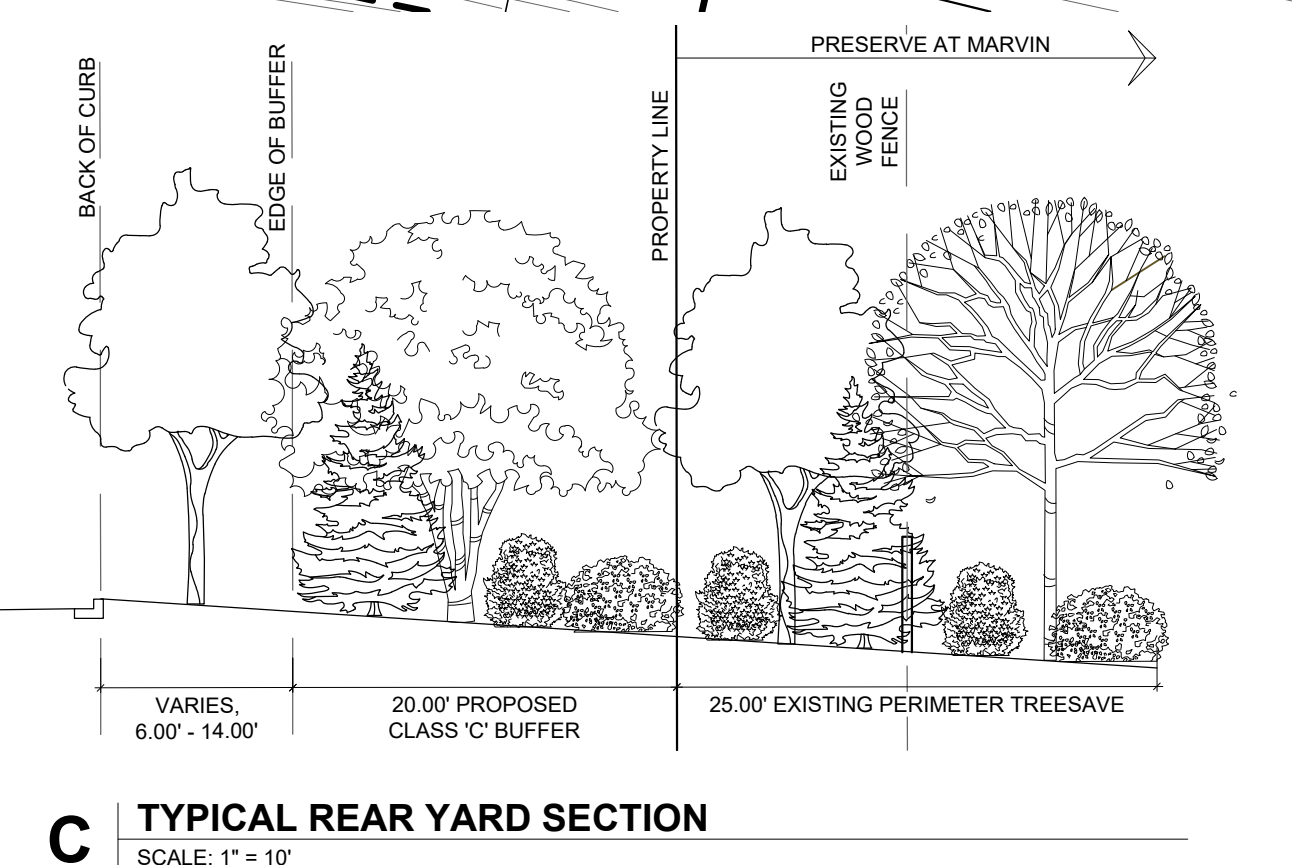 PRESERVE AT MARVIN
BACK OF CURB
EDGE OF BUFFER
PROPERTY LINE
EXISTING
WOOD
FENCE
VARIES,
6.00' - 14.00'
20.00' PROPOSED
CLASS 'C' BUFFER
25.00' EXISTING PERIMETER TREESAVE
C
TYPICAL REAR YARD SECTION
SCALE: 1" = 10'